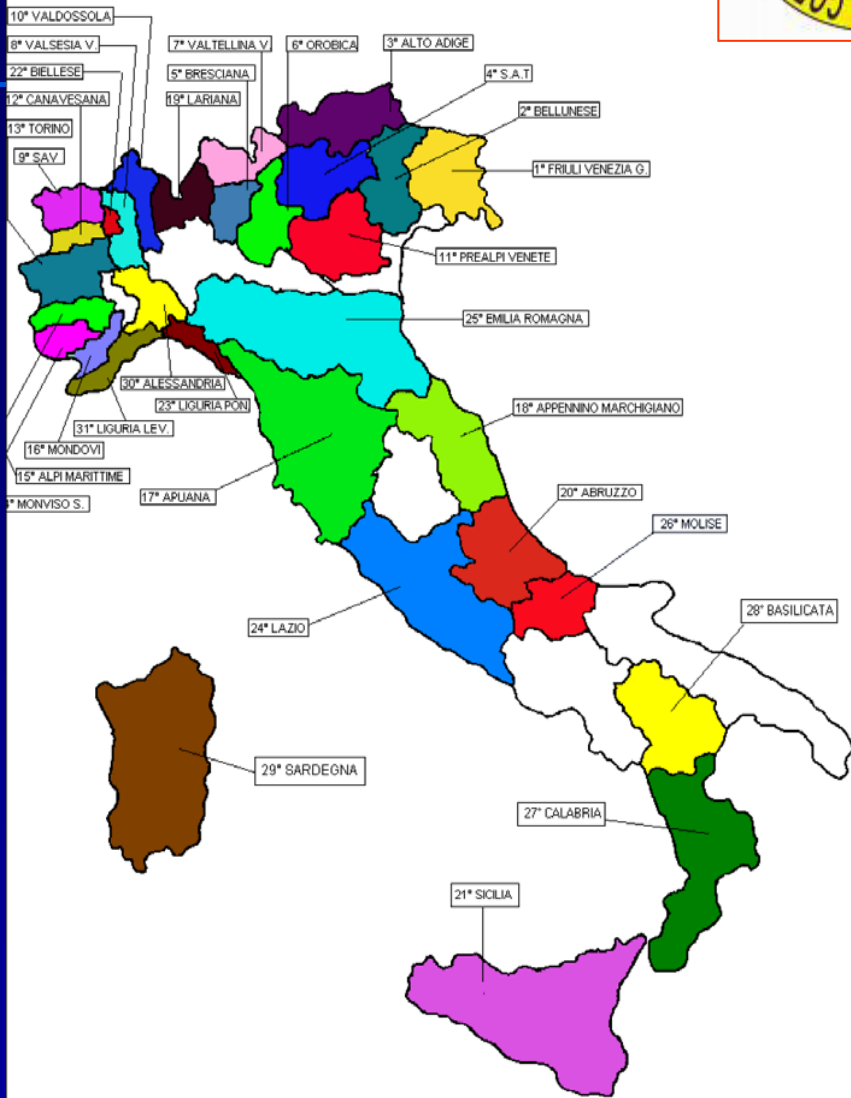 10° VALDOSSOLA
8° VALSESIA V.
7° VALTELLINA V
6° OROBICA
3° ALTO ADIGE
22° BIELLESE
5° BRESCIANA
4° S.A.T
12° CANAVESANA
19° LARIANA
2° BELLUNESE
13° TORINO
9° SAV
1° FRIULI VENEZIA G.
11° PREALPI VENETE
25° EMILIA ROMAGNA
30° ALESSANDRIA
23° LIGURIA PON
18° APPENNINO MARCHIGIANO
31° LIGURIA LEV.
16° MONDOVI
15° ALPI MARITTIME
17° APUANA
4° MONVISO S.
20° ABRUZZO
26° MOLISE
28° BASILICATA
24° LAZIO
29° SARDEGNA
27° CALABRIA
21° SICILIA